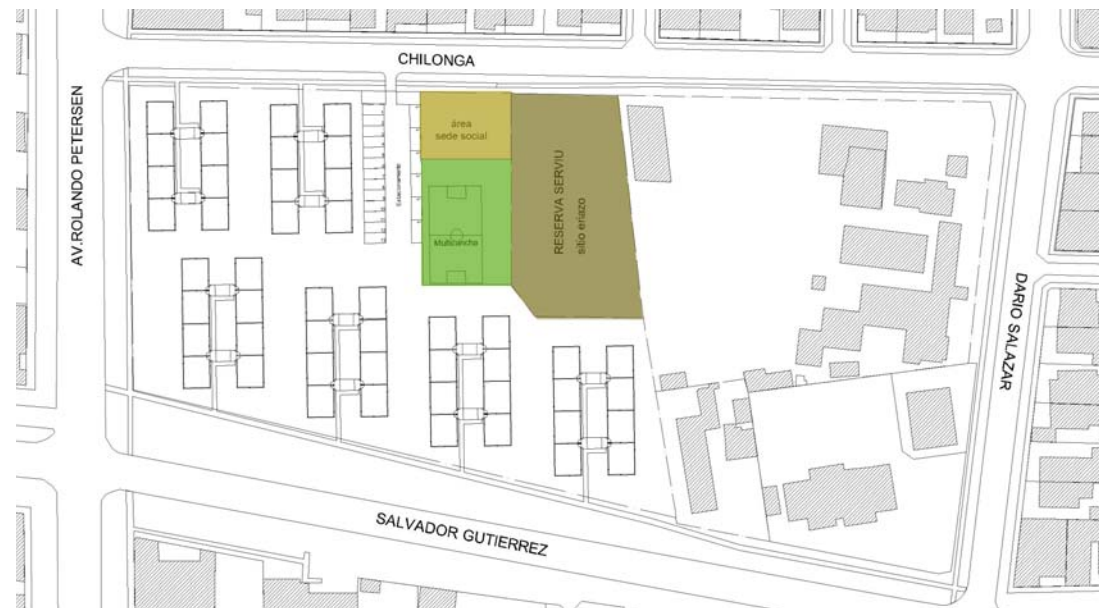 CHILONGA
AV.ROLANDO PETERSEN
área
sede social
Estacionamiento
Multicancha
RESERVA SERVIU
sitio eriazo
DARIO SALAZAR
SALVADOR GUTIERREZ